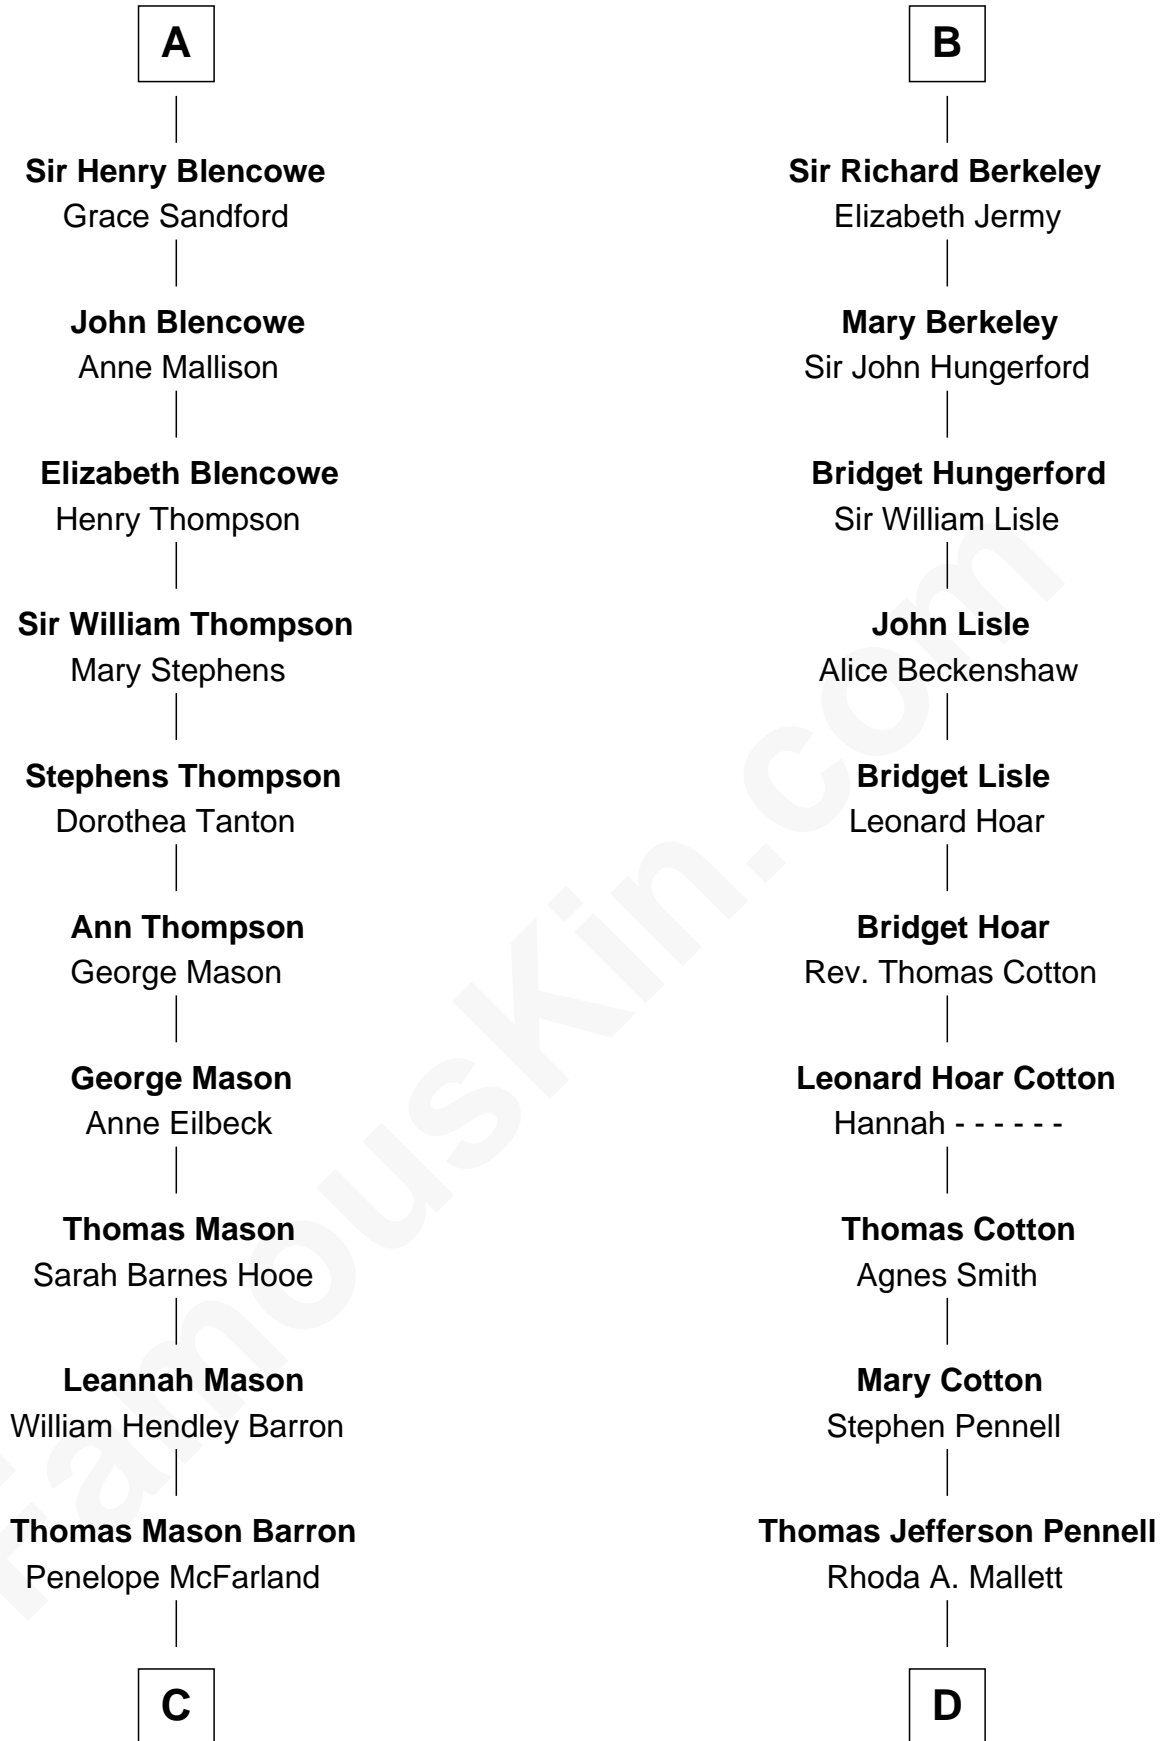 A
Sir Henry Blencowe
Grace Sandford
John Blencowe
Anne Mallison
Elizabeth Blencowe
Henry Thompson
Sir William Thompson
Mary Stephens
Stephens Thompson
Dorothea Tanton
Ann Thompson
George Mason
George Mason
Anne Eilbeck
Thomas Mason
Sarah Barnes Hooe
Leannah Mason
William Hendley Barron
Thomas Mason Barron
Penelope McFarland
C
B
Sir Richard Berkeley
Elizabeth Jermy
Mary Berkeley
Sir John Hungerford
Bridget Hungerford
Sir William Lisle
John Lisle
Alice Beckenshaw
Bridget Lisle
Leonard Hoar
Bridget Hoar
Rev. Thomas Cotton
Leonard Hoar Cotton
Hannah - - - - - -
Thomas Cotton
Agnes Smith
Mary Cotton
Stephen Pennell
Thomas Jefferson Pennell
Rhoda A. Mallett
D
FamousKin.com